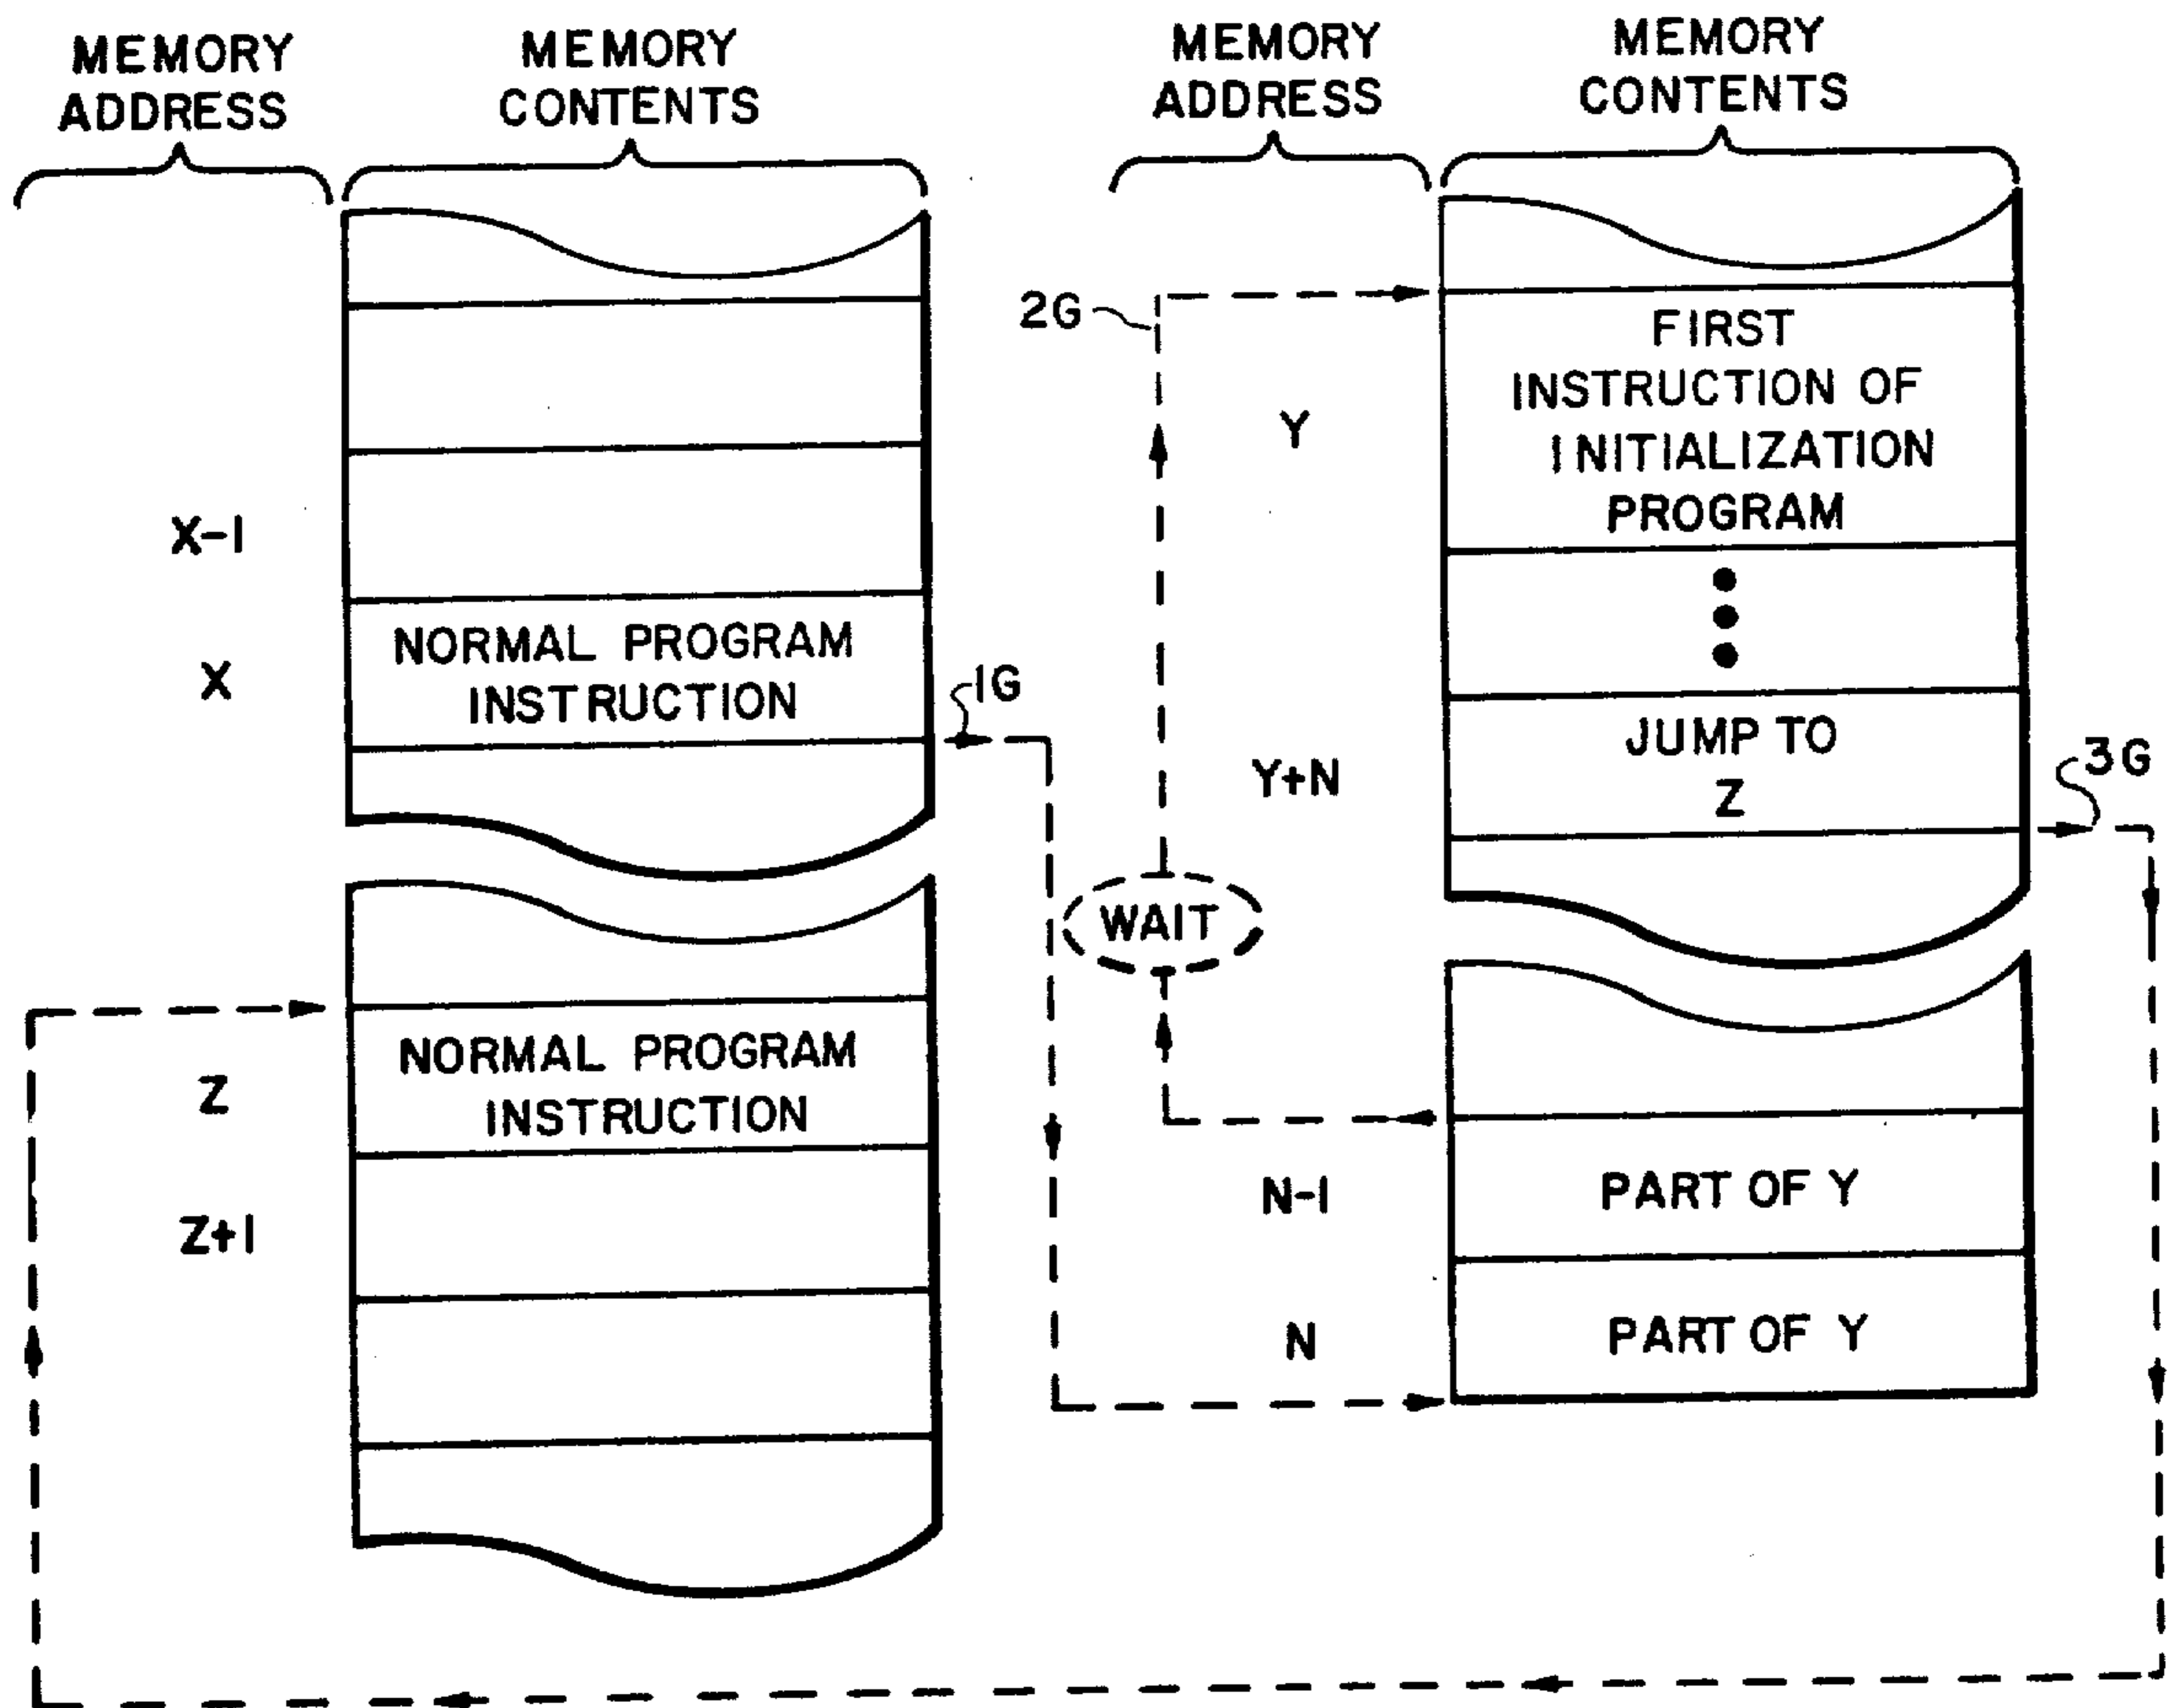 MEMORY
ADDRESS
MEMORY
CONTENTS
X-1
X
NORMAL PROGRAM
INSTRUCTION
1G
Z
NORMAL PROGRAM
INSTRUCTION
Z+1
MEMORY
ADDRESS
MEMORY
CONTENTS
2G
Y
FIRST
INSTRUCTION OF
INITIALIZATION
PROGRAM
Y+N
JUMP TO
Z
3G
WAIT
N-1
PART OF Y
N
PART OF Y